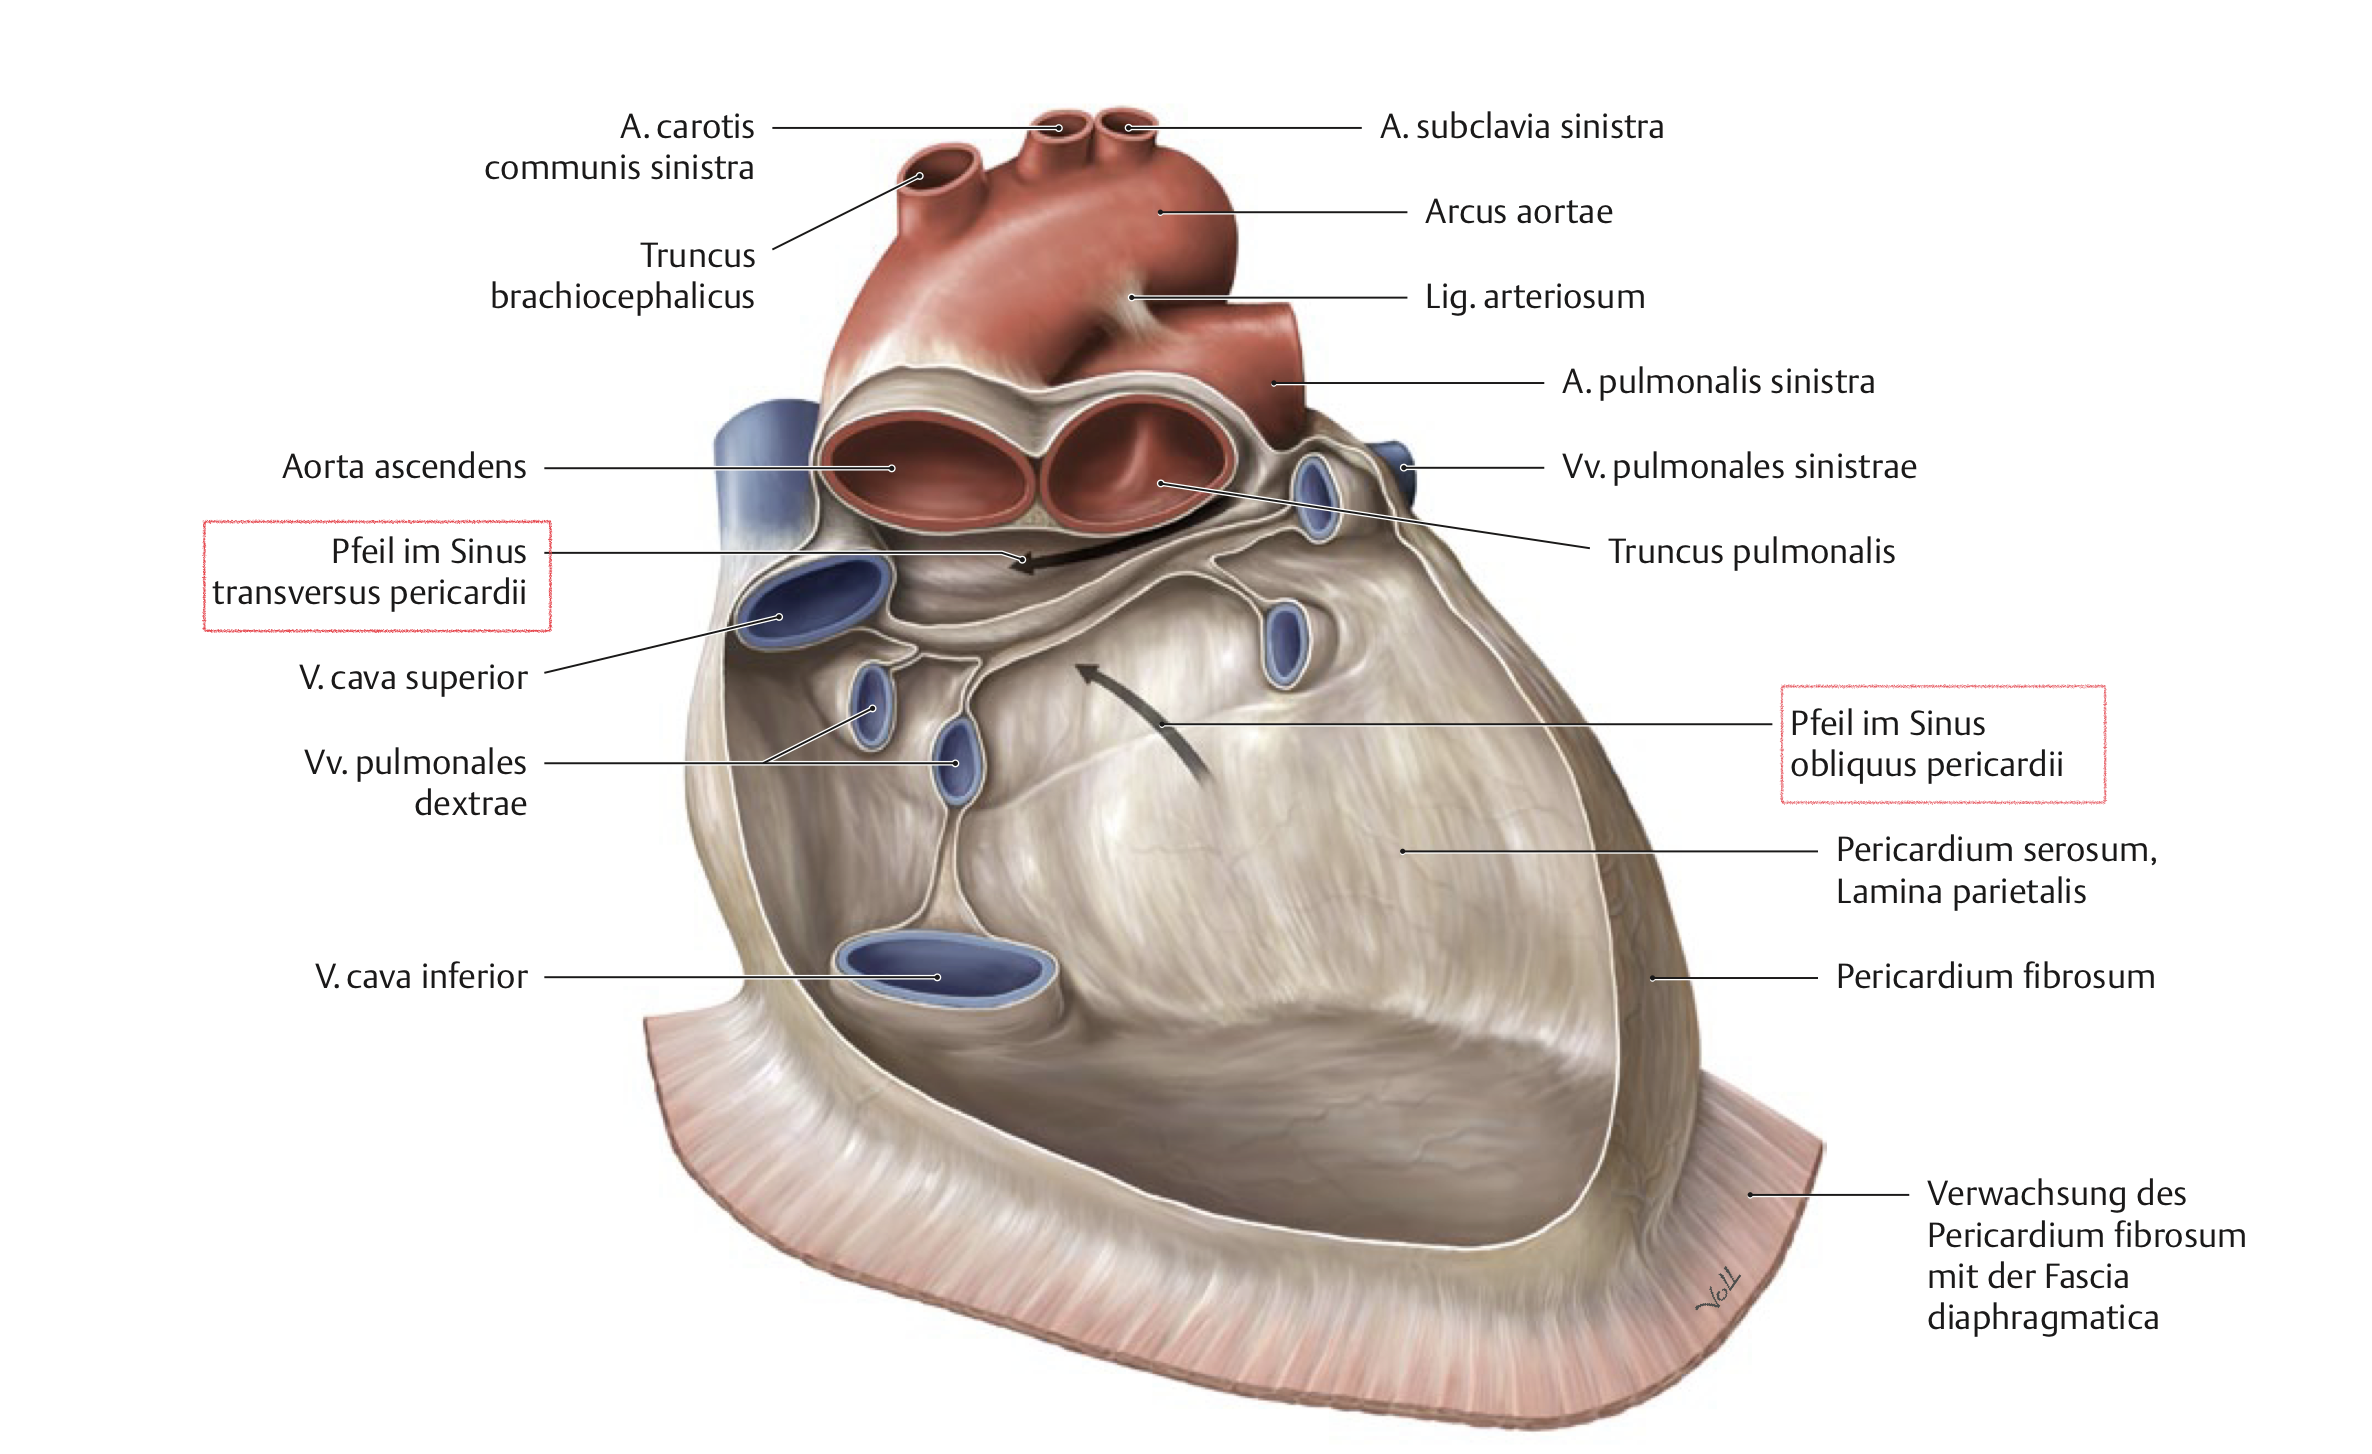 A. carotis
communis sinistra
Truncus
brachiocephalicus
Aorta ascendens
Pfeil im Sinus
transversus pericardii
V. cava superior
Vv. pulmonales
dextrae
V. cava inferior
A. subclavia sinistra
Arcus aortae
Lig. arteriosum
A. pulmonalis sinistra
Vv. pulmonales sinistrae
Truncus pulmonalis
Pfeil im Sinus
obliquus pericardii
Pericardium serosum,
Lamina parietalis
Pericardium fibrosum
Verwachsung des
Pericardium fibrosum
mit der Fascia
diaphragmatica
Voll